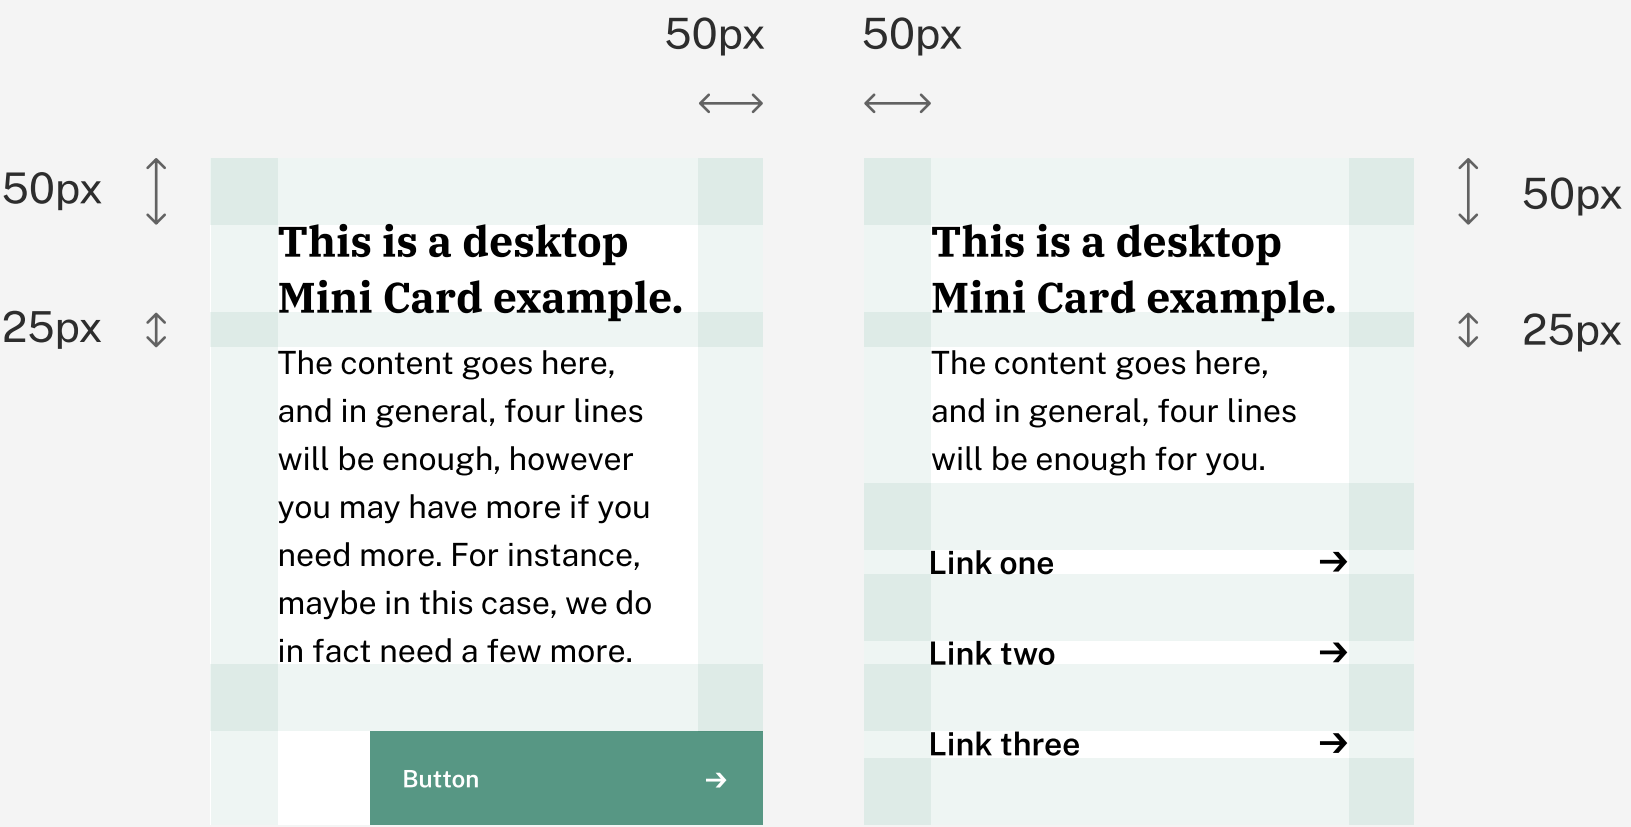 50px
50px
50px
25px
This is a desktop
Mini Card example.
The content goes here,
and in general, four lines
will be enough, however
you may have more if you
need more. For instance,
maybe in this case, we do
in fact need a few more.
Button
This is a desktop
Mini Card example.
The content goes here,
and in general, four lines
will be enough for you.
Link one
Link two
Link three
50px
25px